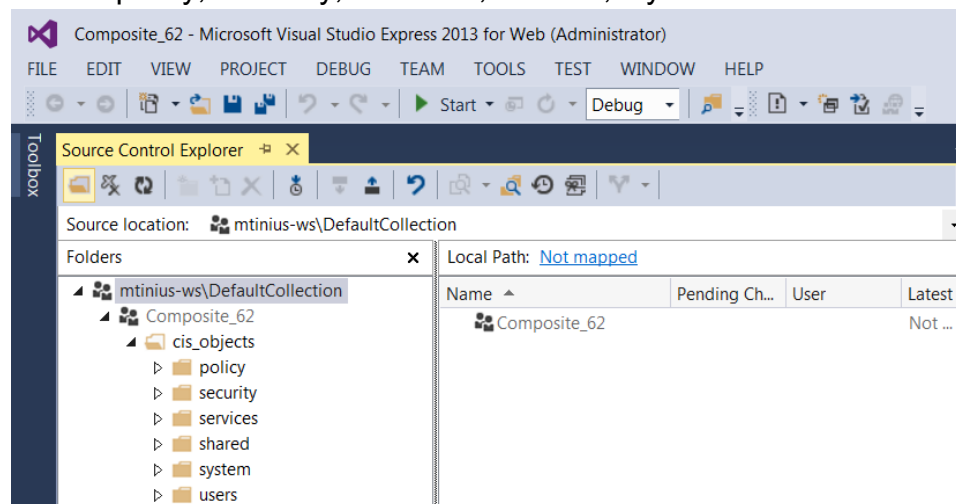 Composite_62 - Microsoft Visual Studio Express 2013 for Web (Administrator)
FILE EDIT VIEW PROJECT DEBUG TEAM TOOLS TEST WINDOW HELP
Start Debug
Toolbox
Source Control Explorer
Source location: mtinius-ws\DefaultCollection
Folders
Local Path: Not mapped
mtinius-ws\DefaultCollection
Name Pending Ch... User Latest
Composite_62
Composite_62 Not ...
cis_objects
policy
security
services
shared
system
users